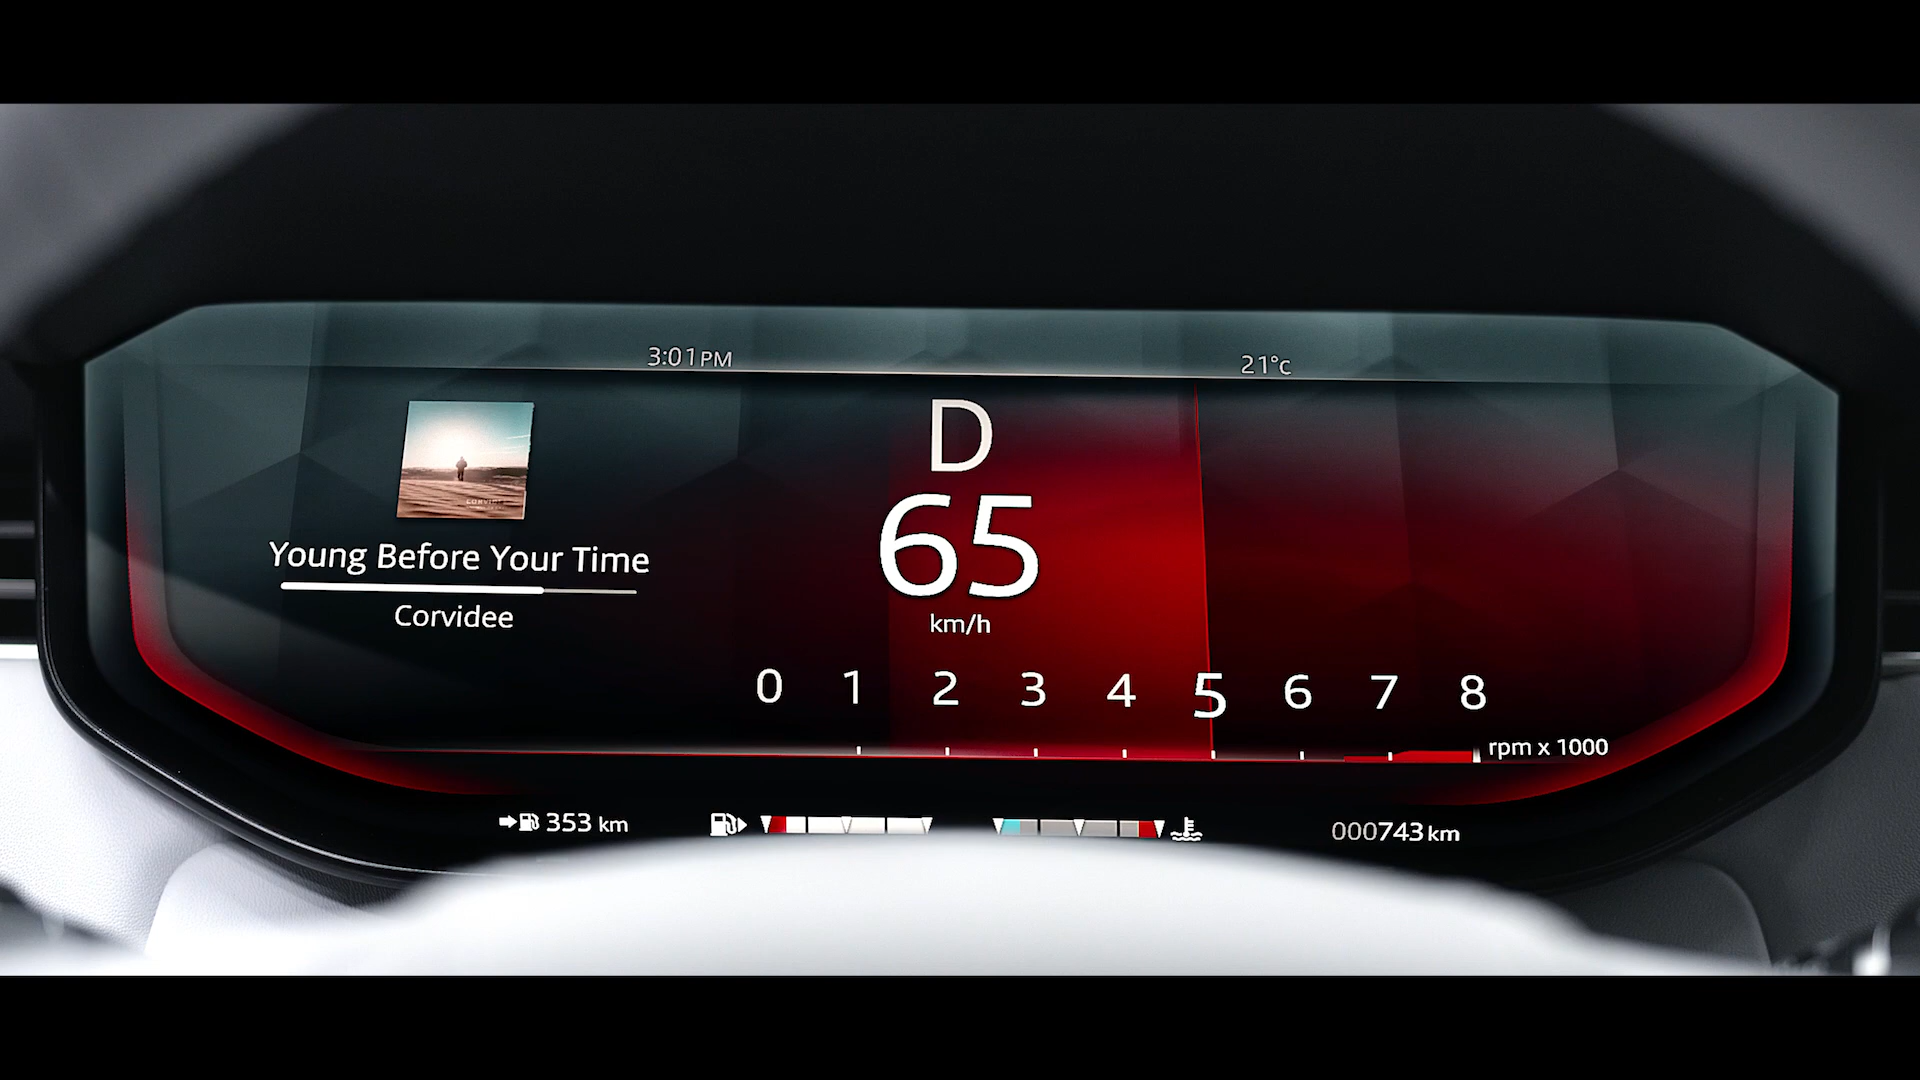 3:01PM
21°c
D
65
km/h
Young Before Your Time
Corvidee
0 1 2 3 4 5 6 7 8
rpm x 1000
353 km
000743 km